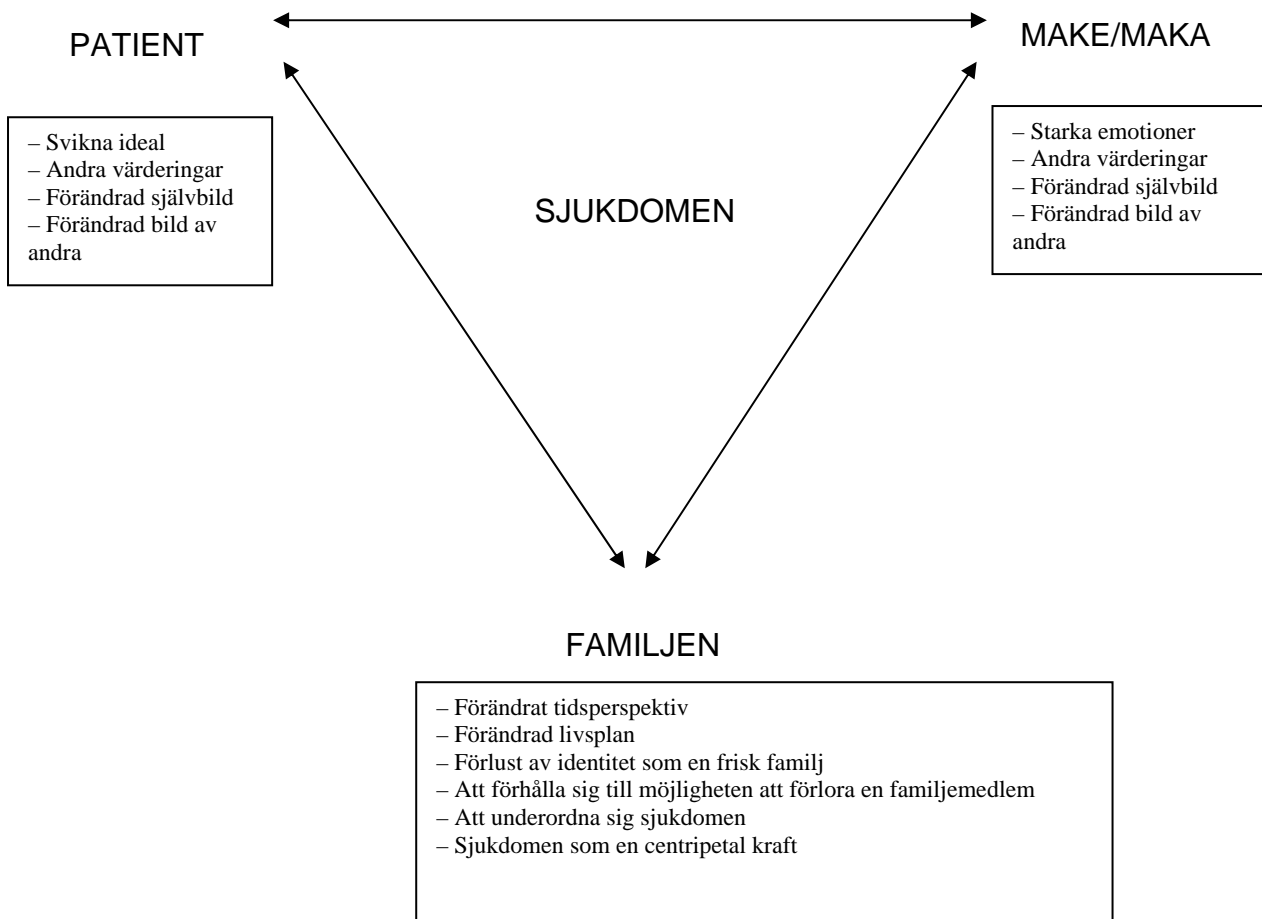 PATIENT
MAKE/MAKA
– Svikna ideal
– Andra värderingar
– Förändrad självbild
– Förändrad bild av
andra
– Starka emotioner
– Andra värderingar
– Förändrad självbild
– Förändrad bild av
andra
SJUKDOMEN
FAMILJEN
– Förändrat tidsperspektiv
– Förändrad livsplan
– Förlust av identitet som en frisk familj
– Att förhålla sig till möjligheten att förlora en familjemedlem
– Att underordna sig sjukdomen
– Sjukdomen som en centripetal kraft